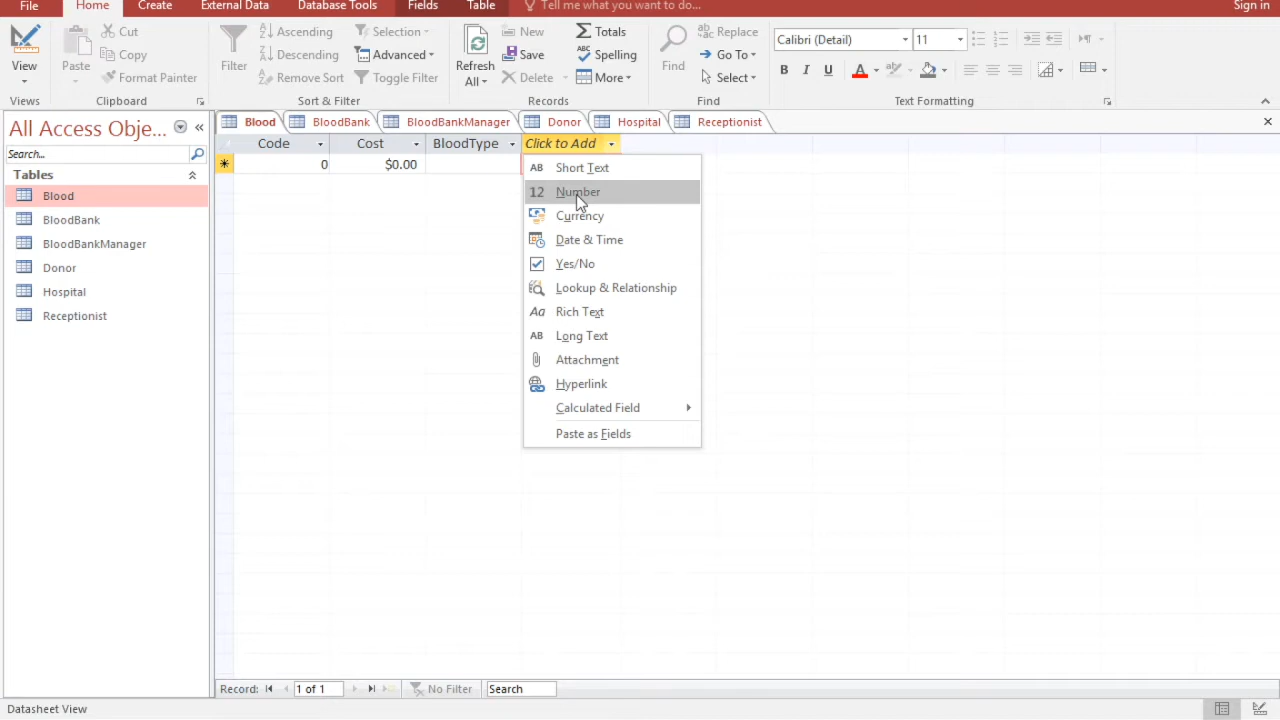 File Home Create External Data Database Tools Fields Table Tell me what you want to do... Sign in
View Paste Cut Copy Format Painter
Filter Ascending Descending Remove Sort Selection Advanced Toggle Filter
Refresh All New Save Delete Totals Spelling More
Find Replace Go To Select
Calibri (Detail) 11
B I U A
Views Clipboard Sort & Filter Records Find Text Formatting
All Access Obje... «
Search...
Tables
Blood
BloodBank
BloodBankManager
Donor
Hospital
Receptionist
Blood BloodBank BloodBankManager Donor Hospital Receptionist
Code Cost BloodType Click to Add
* 0 $0.00
AB Short Text
12 Number
Currency
Date & Time
Yes/No
Lookup & Relationship
Aa Rich Text
AB Long Text
Attachment
Hyperlink
Calculated Field
Paste as Fields
Record: 1 of 1 No Filter Search
Datasheet View